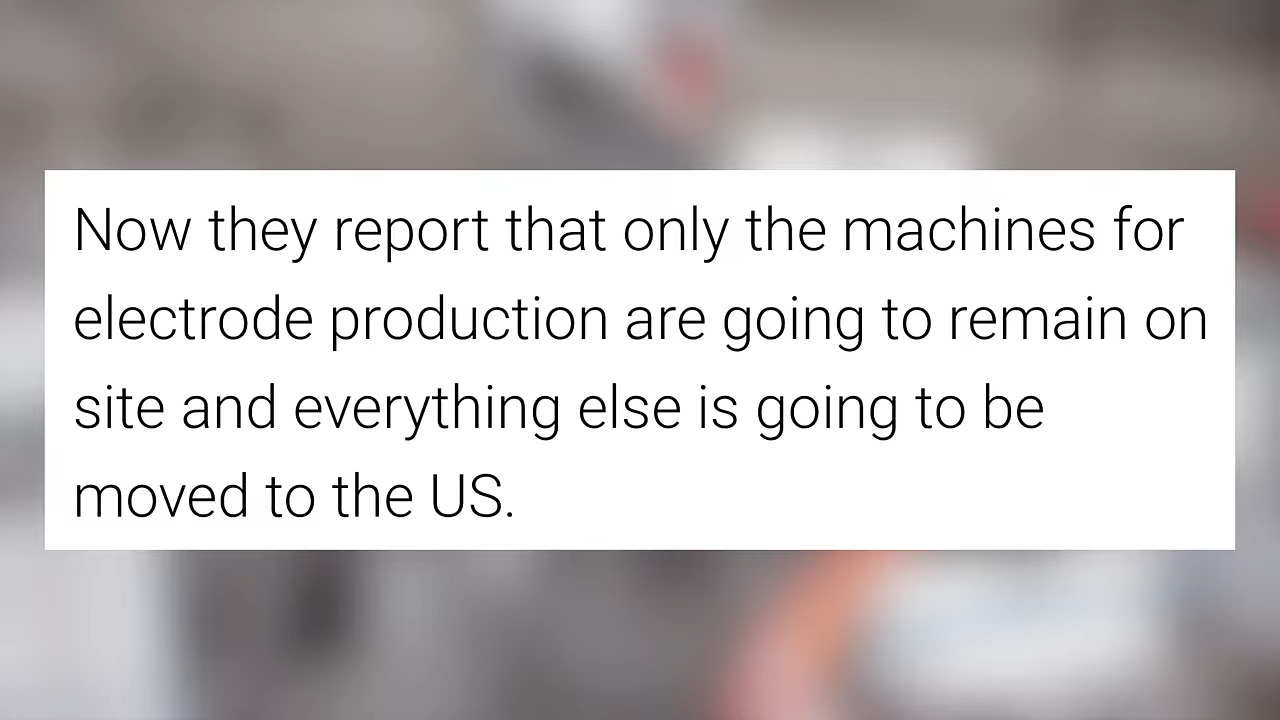 Now they report that only the machines for
electrode production are going to remain on
site and everything else is going to be
moved to the US.